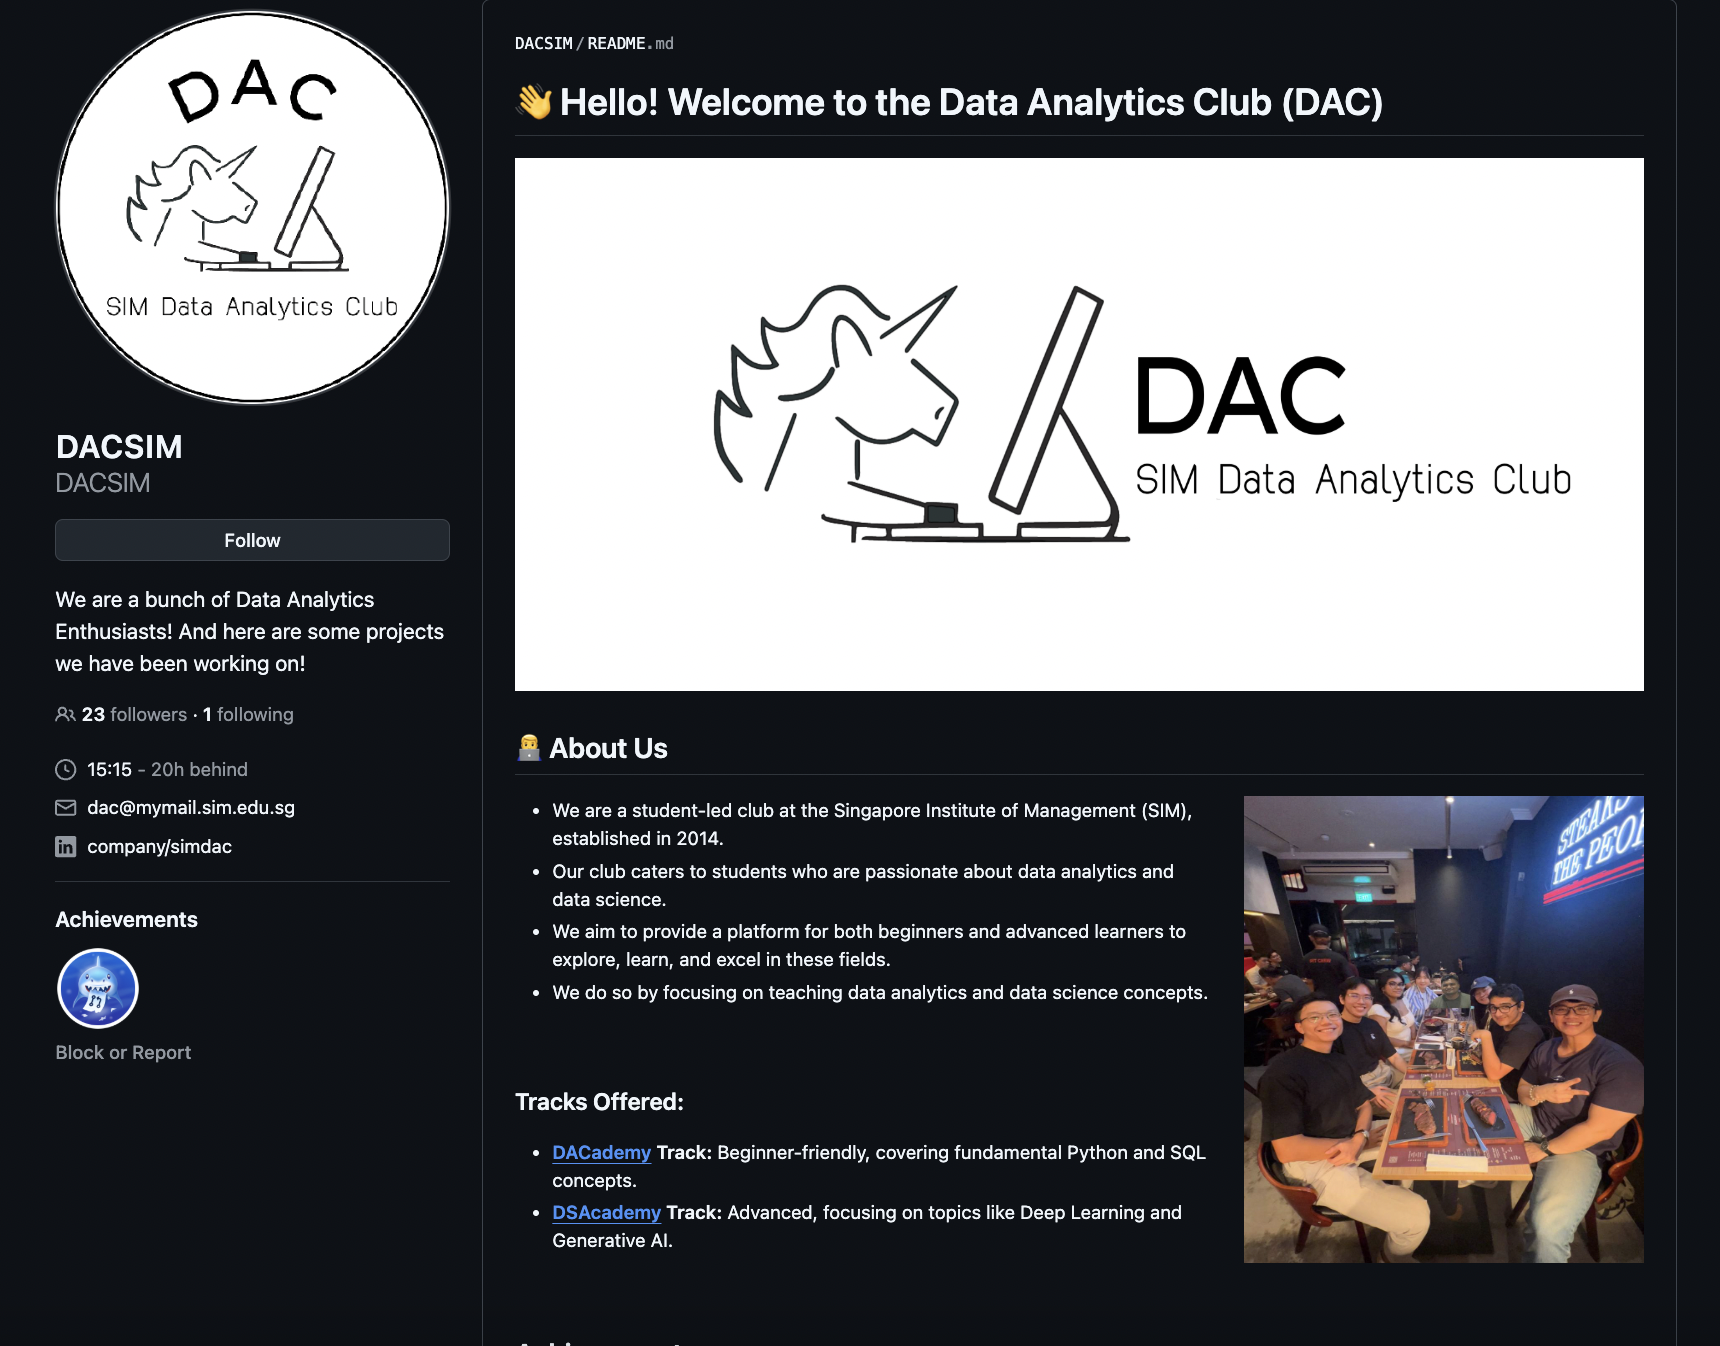 DAC
SIM Data Analytics Club
DACSIM
DACSIM
Follow
We are a bunch of Data Analytics
Enthusiasts! And here are some projects
we have been working on!
23 followers · 1 following
15:15 - 20h behind
dac@mymail.sim.edu.sg
in company/simdac
Achievements
Block or Report
DACSIM/README.md
👋 Hello! Welcome to the Data Analytics Club (DAC)
DAC
SIM Data Analytics Club
👨‍💻 About Us
• We are a student-led club at the Singapore Institute of Management (SIM),
established in 2014.
• Our club caters to students who are passionate about data analytics and
data science.
• We aim to provide a platform for both beginners and advanced learners to
explore, learn, and excel in these fields.
• We do so by focusing on teaching data analytics and data science concepts.
STEAKS
THE PEO
Tracks Offered:
• DACademy Track: Beginner-friendly, covering fundamental Python and SQL
concepts.
• DSAcademy Track: Advanced, focusing on topics like Deep Learning and
Generative AI.